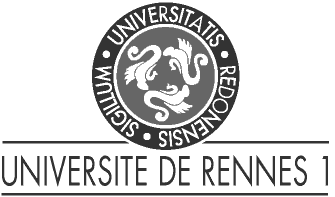 SIGILLUM · UNIVERSITATIS · REDONENSIS ·
UNIVERSITE DE RENNES 1